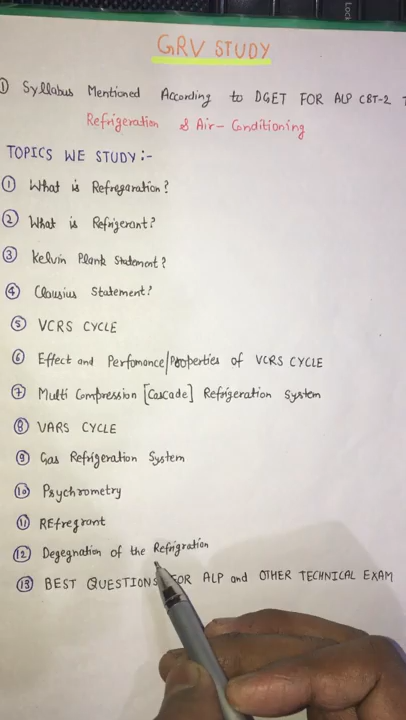 GRV STUDY
① Syllabus Mentioned According to DGET FOR ALP CBT-2
Refrigeration & Air-Conditioning
TOPICS WE STUDY:-
① What is Refregaration?
② What is Refrigerant?
③ Kelvin Plank Statement?
④ Clausius Statement?
⑤ VCRS CYCLE
⑥ Effect and Perfomance/Properties of VCRS CYCLE
⑦ Multi Compression [Cascade] Refrigeration System
⑧ VARS CYCLE
⑨ Gas Refrigeration System
⑩ Psychrometry
⑪ REfregrant
⑫ Degegnation of the Refrigration
⑬ BEST QUESTIONS FOR ALP and OTHER TECHNICAL EXAM
Lock